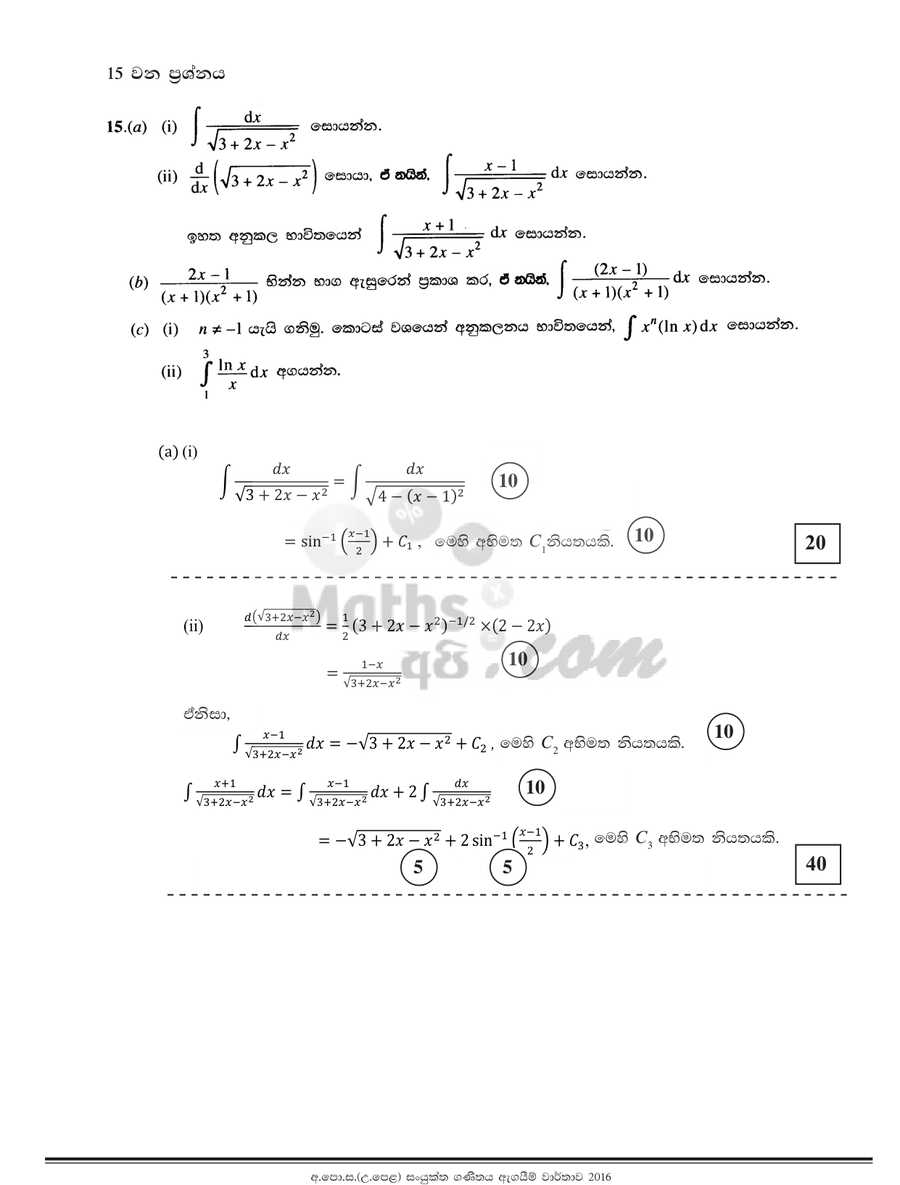 15 වන ප්‍රශ්නය
15.(a) (i) ∫ dx/√(3 + 2x − x²) සොයන්න.
(ii) d/dx (√(3 + 2x − x²)) සොයා, ඒ නයින්, ∫ (x − 1)/√(3 + 2x − x²) dx සොයන්න.
ඉහත අනුකල භාවිතයෙන් ∫ (x + 1)/√(3 + 2x − x²) dx සොයන්න.
(b) (2x − 1)/((x + 1)(x² + 1)) භින්න භාග ඇසුරෙන් ප්‍රකාශ කර, ඒ නයින්, ∫ (2x − 1)/((x + 1)(x² + 1)) dx සොයන්න.
(c) (i) n ≠ −1 යැයි ගනිමු. කොටස් වශයෙන් අනුකලනය භාවිතයෙන්, ∫ xⁿ(ln x) dx සොයන්න.
(ii) ∫₁³ (ln x)/x dx අගයන්න.
(a) (i)
∫ dx/√(3 + 2x − x²) = ∫ dx/√(4 − (x − 1)²) 10
= sin⁻¹ ((x−1)/2) + C₁ , මෙහි අභිමත C₁ නියතයකි. 10 20
Maths
අපි .com
(ii) d(√(3+2x−x²))/dx = 1/2 (3 + 2x − x²)^(−1/2) ×(2 − 2x)
= (1−x)/√(3+2x−x²) 10
ඒනිසා,
∫ (x−1)/√(3+2x−x²) dx = −√(3 + 2x − x²) + C₂ , මෙහි C₂ අභිමත නියතයකි. 10
∫ (x+1)/√(3+2x−x²) dx = ∫ (x−1)/√(3+2x−x²) dx + 2 ∫ dx/√(3+2x−x²) 10
= −√(3 + 2x − x²) + 2 sin⁻¹ ((x−1)/2) + C₃, මෙහි C₃ අභිමත නියතයකි.
5 5 40
අ.පො.ස.(උ.පෙළ) සංයුක්ත ගණිතය ඇගයීම් වාර්තාව 2016